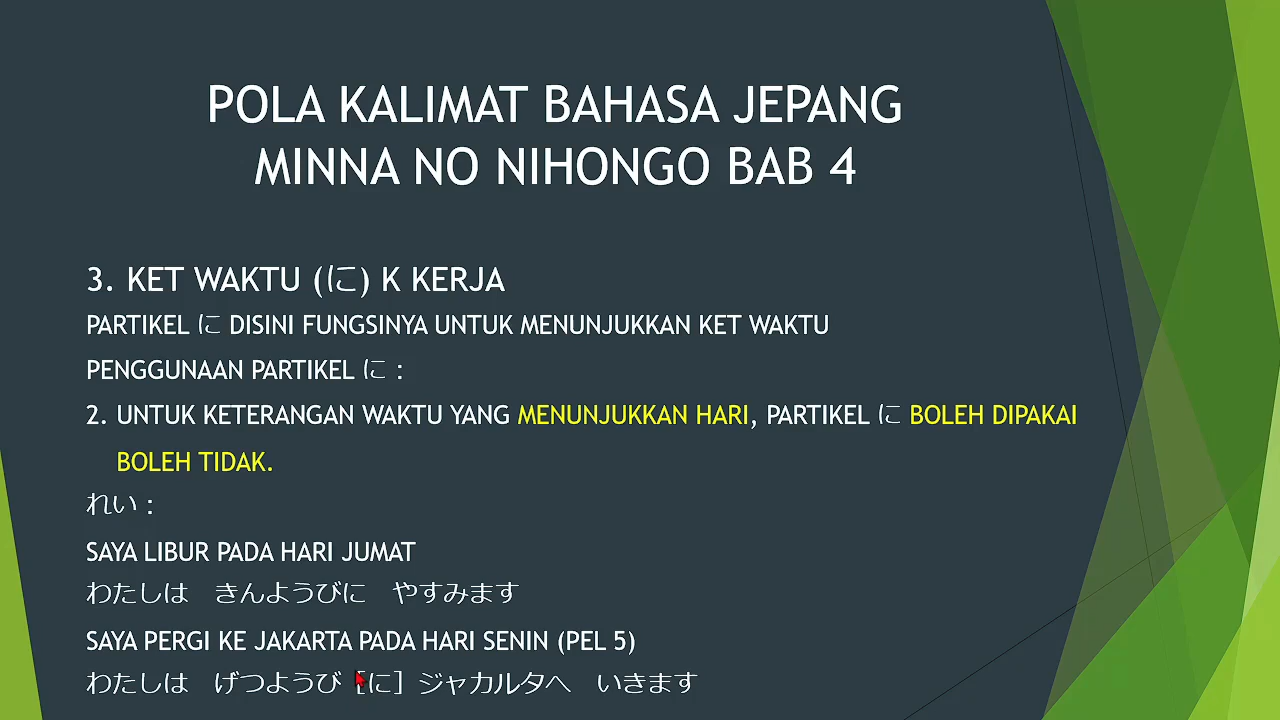 POLA KALIMAT BAHASA JEPANG
MINNA NO NIHONGO BAB 4
3. KET WAKTU (に) K KERJA
PARTIKEL に DISINI FUNGSINYA UNTUK MENUNJUKKAN KET WAKTU
PENGGUNAAN PARTIKEL に :
2. UNTUK KETERANGAN WAKTU YANG MENUNJUKKAN HARI, PARTIKEL に BOLEH DIPAKAI
BOLEH TIDAK.
れい :
SAYA LIBUR PADA HARI JUMAT
わたしは　きんようびに　やすみます
SAYA PERGI KE JAKARTA PADA HARI SENIN (PEL 5)
わたしは　げつようび［に］ジャカルタへ　いきます